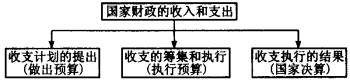 国家财政的收入和支出
收支计划的提出
(做出预算)
收支的筹集和执行
(执行预算)
收支执行的结果
(国家决算)